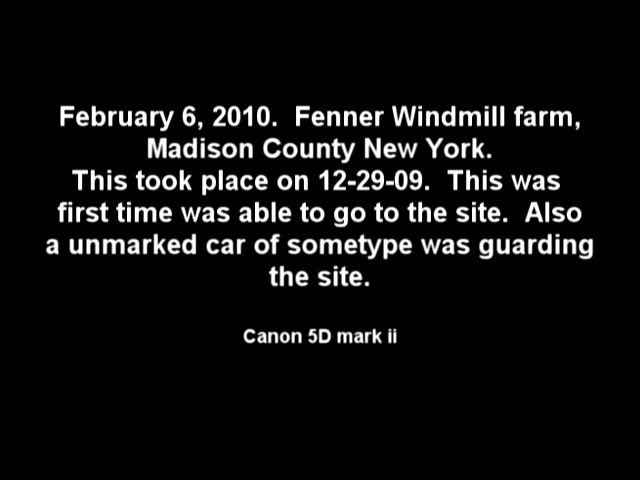 February 6, 2010.  Fenner Windmill farm,
Madison County New York.
This took place on 12-29-09.  This was
first time was able to go to the site.  Also
a unmarked car of sometype was guarding
the site.
Canon 5D mark ii